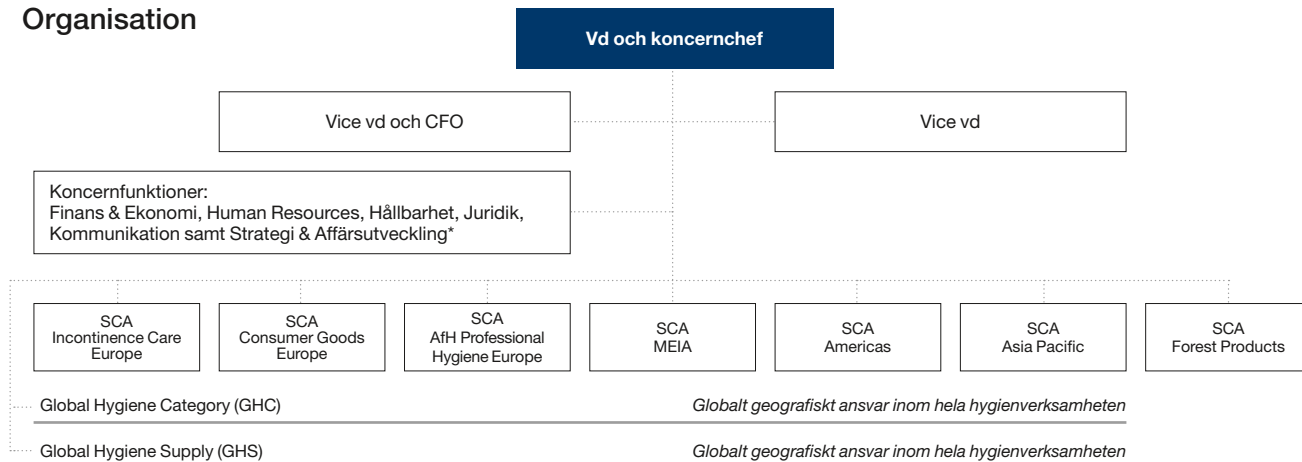 Organisation
Vd och koncernchef
Vice vd och CFO
Vice vd
Koncernfunktioner:
Finans & Ekonomi, Human Resources, Hållbarhet, Juridik,
Kommunikation samt Strategi & Affärsutveckling*
SCA
Incontinence Care
Europe
SCA
Consumer Goods
Europe
SCA
AfH Professional
Hygiene Europe
SCA
MEIA
SCA
Americas
SCA
Asia Pacific
SCA
Forest Products
Global Hygiene Category (GHC)
Globalt geografiskt ansvar inom hela hygienverksamheten
Global Hygiene Supply (GHS)
Globalt geografiskt ansvar inom hela hygienverksamheten